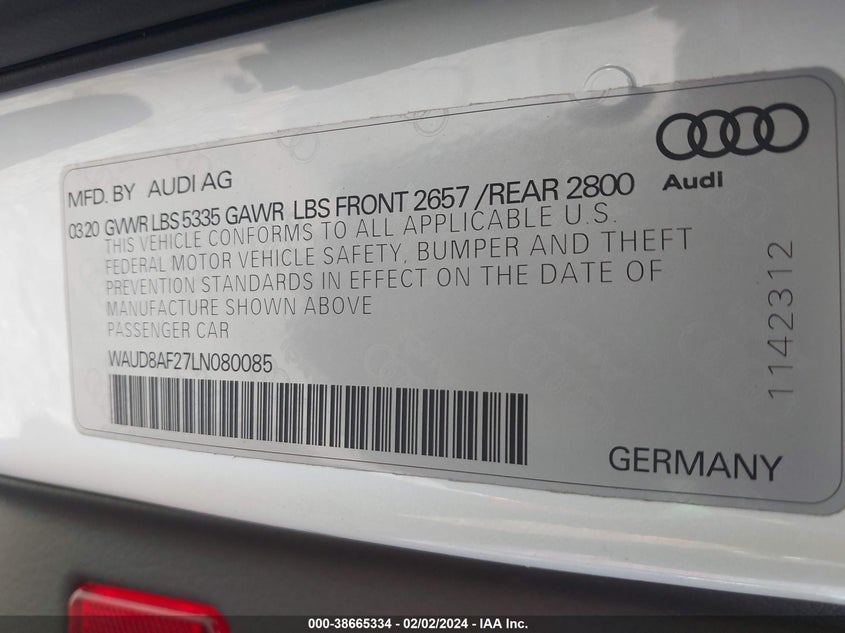 MFD. BY AUDI AG
Audi
0320 GVWR LBS 5335 GAWR LBS FRONT 2657 /REAR 2800
THIS VEHICLE CONFORMS TO ALL APPLICABLE U.S.
FEDERAL MOTOR VEHICLE SAFETY, BUMPER AND THEFT
PREVENTION STANDARDS IN EFFECT ON THE DATE OF
MANUFACTURE SHOWN ABOVE
PASSENGER CAR
WAUD8AF27LN080085
1142312
GERMANY
000-38665334 - 02/02/2024 - IAA Inc.